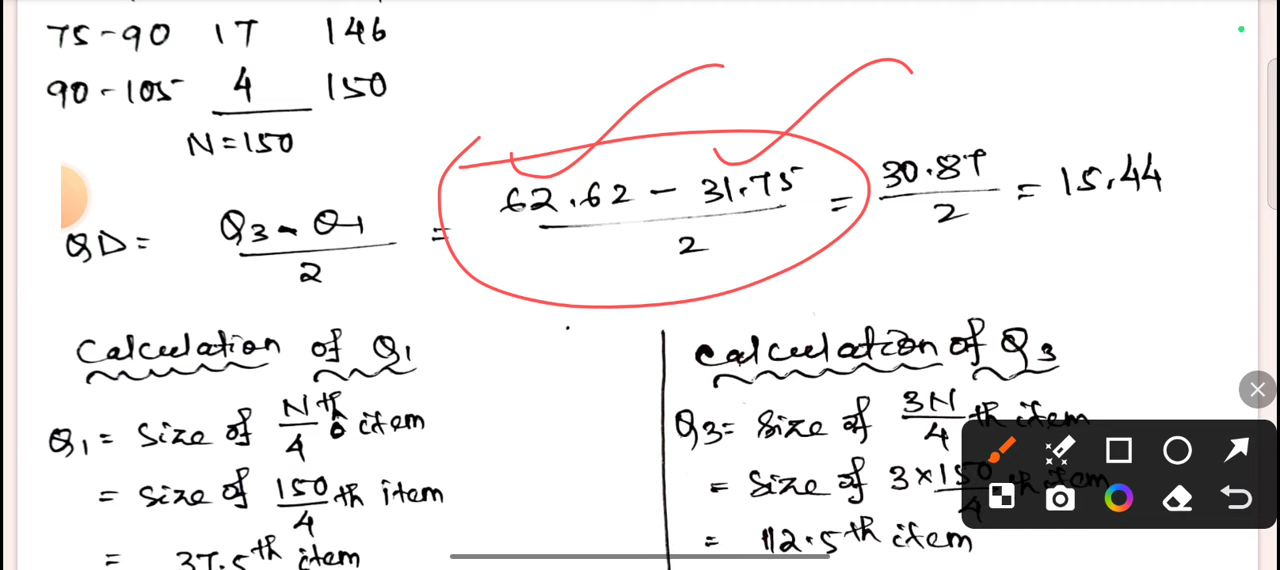 75-90 17 146
90-105 4 150
N=150
QD= Q3-Q1/2 = 62.62 - 31.75/2 = 30.87/2 = 15.44
Calculation of Q1
Q1 = Size of N/4 th item
= Size of 150/4 th item
= 37.5th item
Calculation of Q3
Q3= Size of 3N/4 th item
= Size of 3×150/4 th item
= 112.5th item